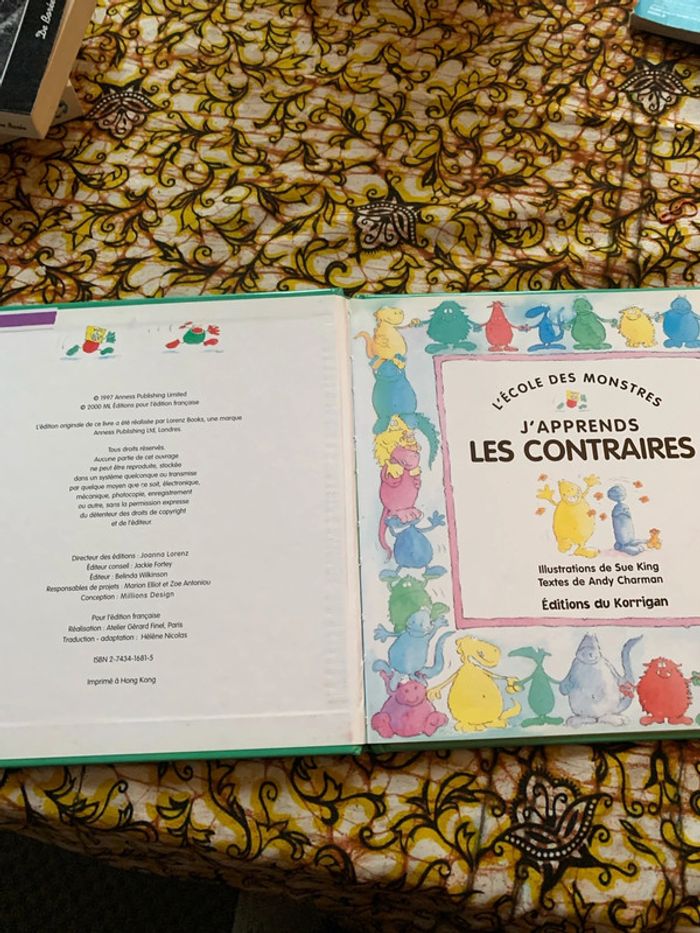 © 1997 Anness Publishing Limited
© 2000 ML Éditions pour l'édition française
L'édition originale de ce livre a été réalisée par Lorenz Books, une marque
Anness Publishing Ltd, Londres.
Tous droits réservés.
Aucune partie de cet ouvrage
ne peut être reproduite, stockée
dans un système quelconque ou transmise
par quelque moyen que ce soit, électronique,
mécanique, photocopie, enregistrement
ou autre, sans la permission expresse
du détenteur des droits de copyright
et de l'éditeur.
Directeur des éditions : Joanna Lorenz
Éditeur conseil : Jackie Fortey
Éditeur : Belinda Wilkinson
Responsables de projets : Marion Elliot et Zoe Antoniou
Conception : Millions Design
Pour l'édition française
Réalisation : Atelier Gérard Finel, Paris
Traduction - adaptation : Hélène Nicolas
ISBN 2-7434-1681-5
Imprimé à Hong Kong
L'ÉCOLE DES MONSTRES
J'APPRENDS
LES CONTRAIRES
Illustrations de Sue King
Textes de Andy Charman
Éditions du Korrigan